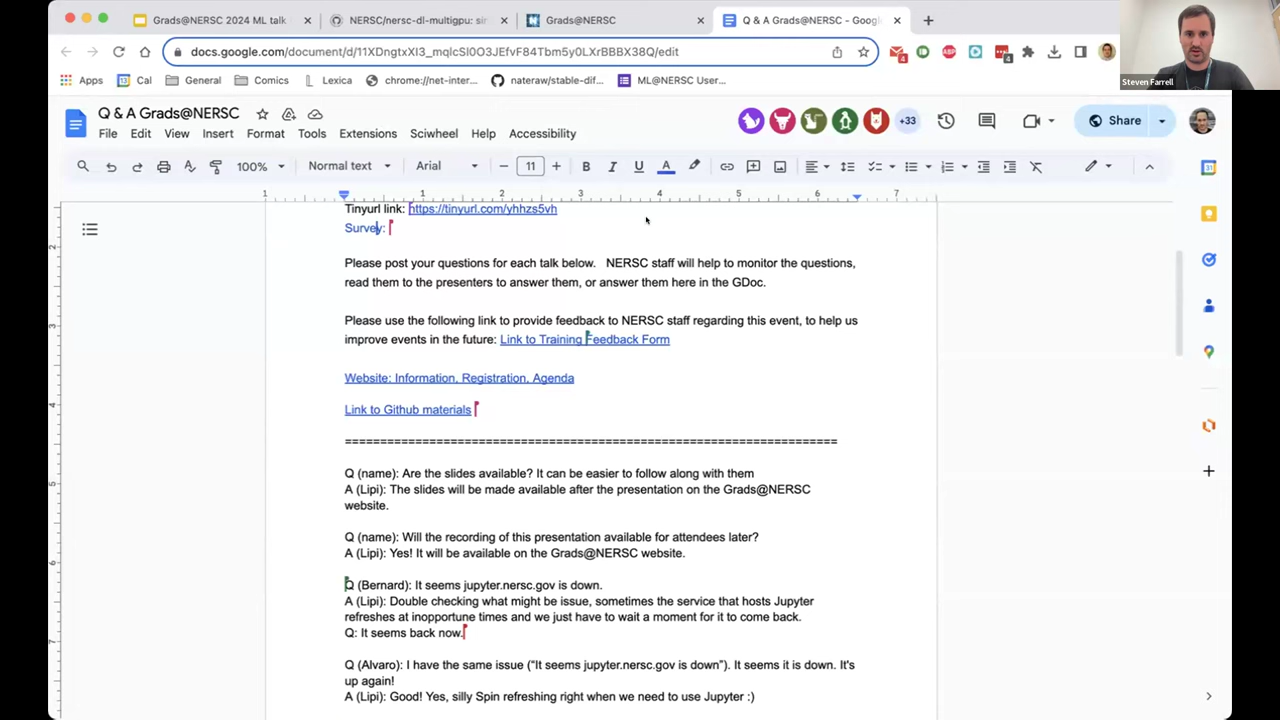 Grads@NERSC 2024 ML talk
NERSC/nersc-dl-multigpu: sir
Grads@NERSC
Q & A Grads@NERSC - Googl
Apps
Cal
General
Comics
Lexica
chrome://net-inter...
nateraw/stable-dif...
ML@NERSC User...
Steven Farrell
Q & A Grads@NERSC
File Edit View Insert Format Tools Extensions Sciwheel Help Accessibility
+33
Share
100%
Normal text
Arial
11
1 1 2 3 4 5 6 7
Tinyurl link: https://tinyurl.com/yhhzs5vh
Survey:
Please post your questions for each talk below. NERSC staff will help to monitor the questions,
read them to the presenters to answer them, or answer them here in the GDoc.
Please use the following link to provide feedback to NERSC staff regarding this event, to help us
improve events in the future: Link to Training Feedback Form
Website: Information, Registration, Agenda
Link to Github materials
======================================================================
Q (name): Are the slides available? It can be easier to follow along with them
A (Lipi): The slides will be made available after the presentation on the Grads@NERSC
website.
Q (name): Will the recording of this presentation available for attendees later?
A (Lipi): Yes! It will be available on the Grads@NERSC website.
Q (Bernard): It seems jupyter.nersc.gov is down.
A (Lipi): Double checking what might be issue, sometimes the service that hosts Jupyter
refreshes at inopportune times and we just have to wait a moment for it to come back.
Q: It seems back now.
Q (Alvaro): I have the same issue (“It seems jupyter.nersc.gov is down”). It seems it is down. It's
up again!
A (Lipi): Good! Yes, silly Spin refreshing right when we need to use Jupyter :)